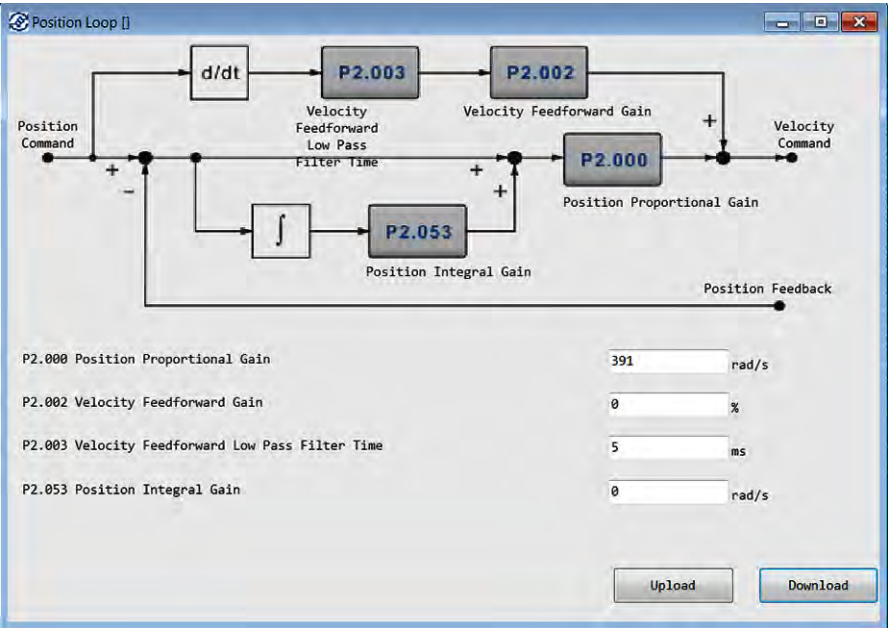 Position Loop []
d/dt
P2.003
P2.002
Velocity
Feedforward
Low Pass
Filter Time
Velocity Feedforward Gain
Position
Command
+
Velocity
Command
+
−
+
P2.000
+
Position Proportional Gain
∫
P2.053
Position Integral Gain
Position Feedback
P2.000 Position Proportional Gain
391
rad/s
P2.002 Velocity Feedforward Gain
0
%
P2.003 Velocity Feedforward Low Pass Filter Time
5
ms
P2.053 Position Integral Gain
0
rad/s
Upload
Download